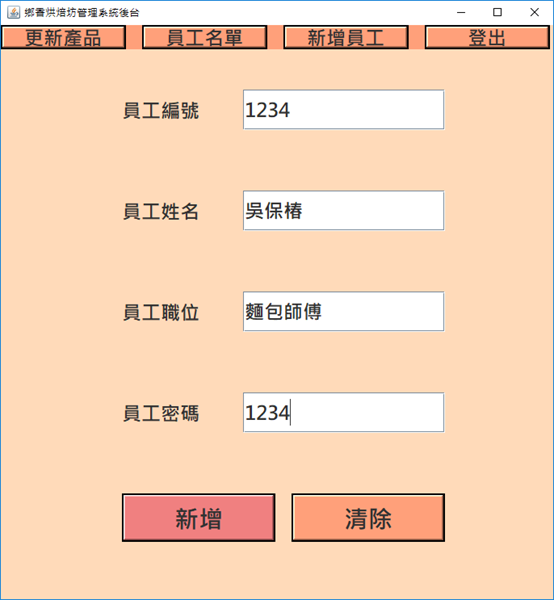 鄉香烘焙坊管理系統後台
更新產品 員工名單 新增員工 登出
員工編號 1234
員工姓名 吳保椿
員工職位 麵包師傅
員工密碼 1234
新增 清除